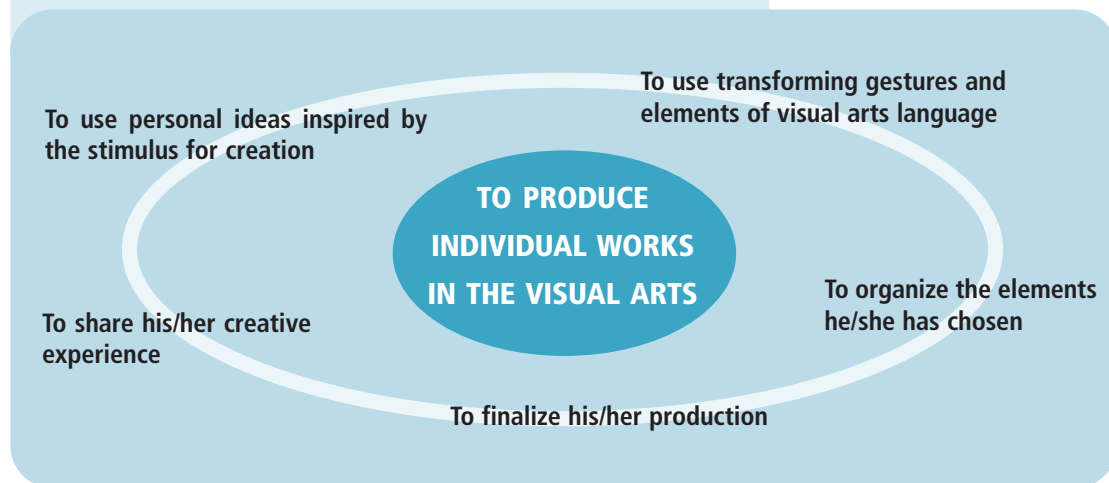 To use personal ideas inspired by
the stimulus for creation
To use transforming gestures and
elements of visual arts language
TO PRODUCE
INDIVIDUAL WORKS
IN THE VISUAL ARTS
To organize the elements
he/she has chosen
To share his/her creative
experience
To finalize his/her production